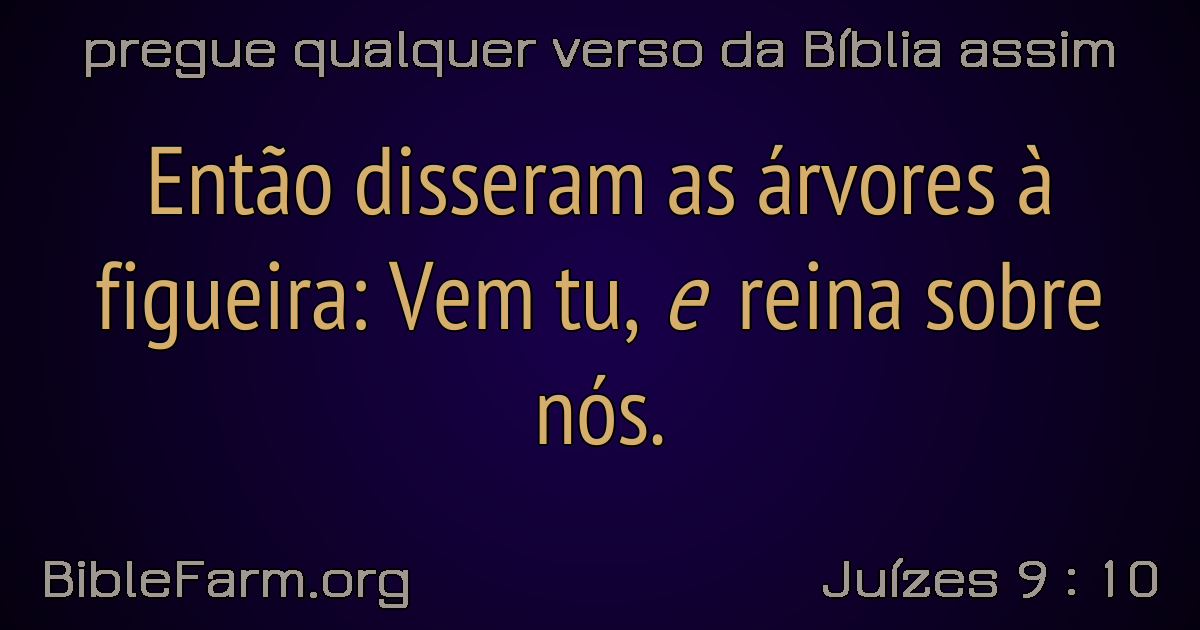 pregue qualquer verso da Bíblia assim
Então disseram as árvores à
figueira: Vem tu, e reina sobre
nós.
BibleFarm.org
Juízes 9 : 10